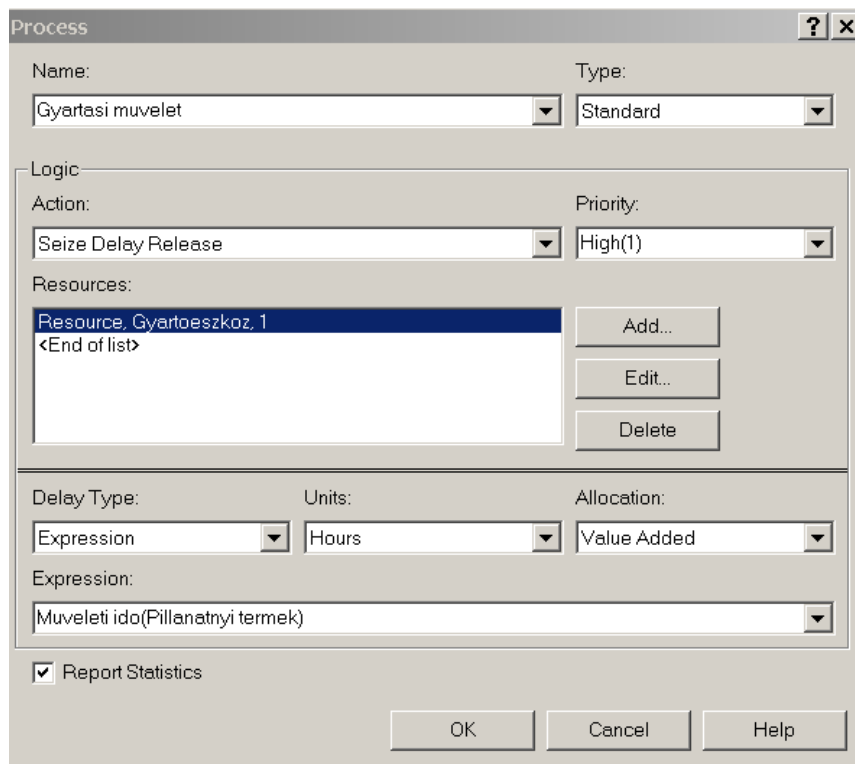 Process
Name:
Type:
Gyartasi muvelet
Standard
Logic
Action:
Priority:
Seize Delay Release
High(1)
Resources:
Resource, Gyartoeszkoz, 1
<End of list>
Add...
Edit...
Delete
Delay Type:
Units:
Allocation:
Expression
Hours
Value Added
Expression:
Muveleti ido(Pillanatnyi termek)
Report Statistics
OK
Cancel
Help